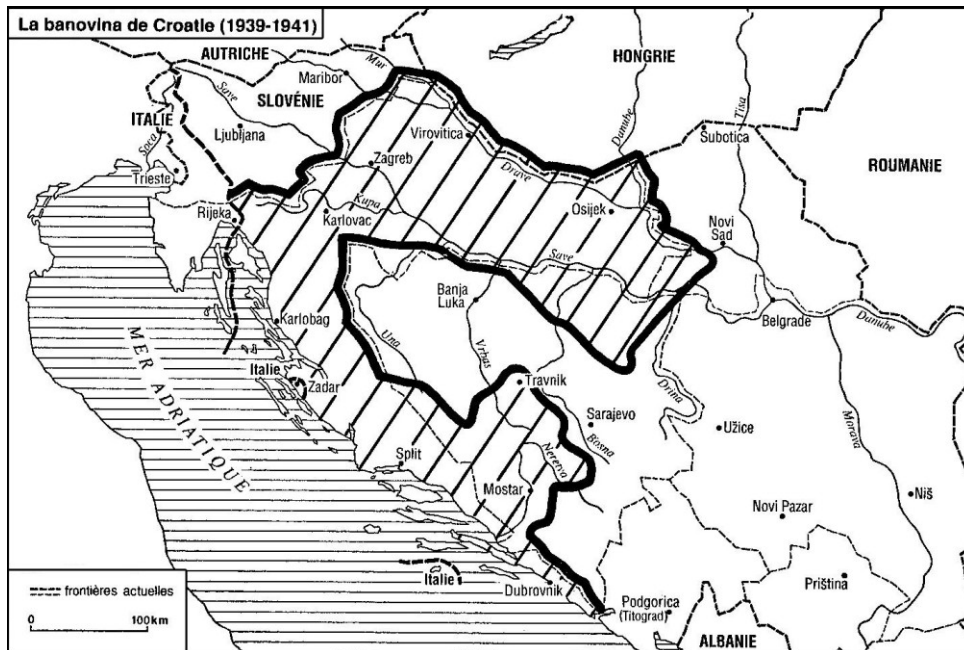 La banovina de Croatle (1939-1941)
AUTRICHE
HONGRIE
Mur
Maribor
SLOVÉNIE
Save
ITALIE
Ljubljana
Soca
Trieste
Virovitica
Danube
Tisa
Subotica
ROUMANIE
Zagreb
Drave
Rijeka
Karlovac
Kupa
Osijek
Novi
Sad
Save
Banja
Luka
Belgrade
Danube
Karlobag
Una
Vrbas
Italie
Zadar
Travnik
Drina
MER ADRIATIQUE
Sarajevo
Bosna
Užice
Morava
Split
Neretva
Mostar
Novi Pazar
Niš
Italie
Dubrovnik
Priština
Podgorica
(Titograd)
ALBANIE
frontières actuelles
0 100km